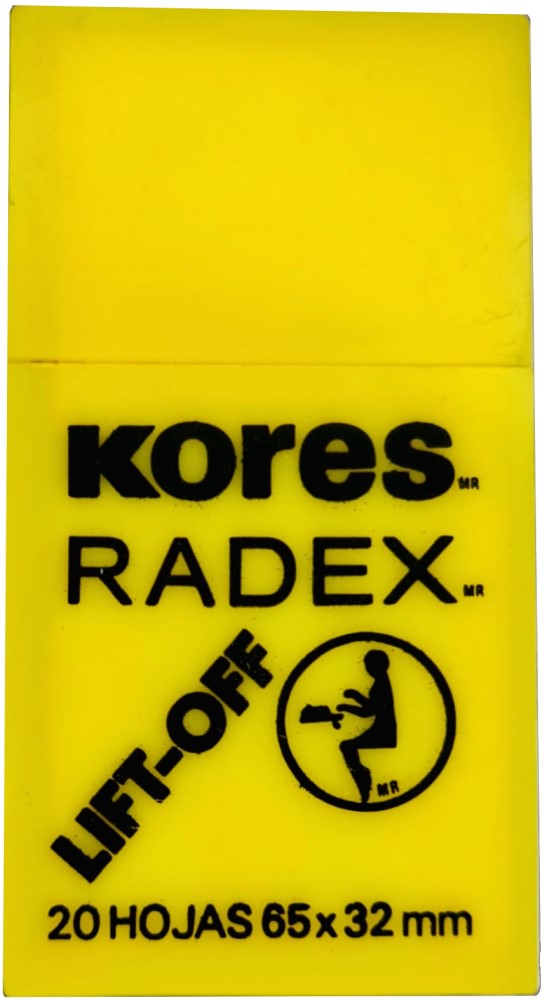 Kores MR
RADEX MR
LIFT-OFF
MR
20 HOJAS 65 x 32 mm